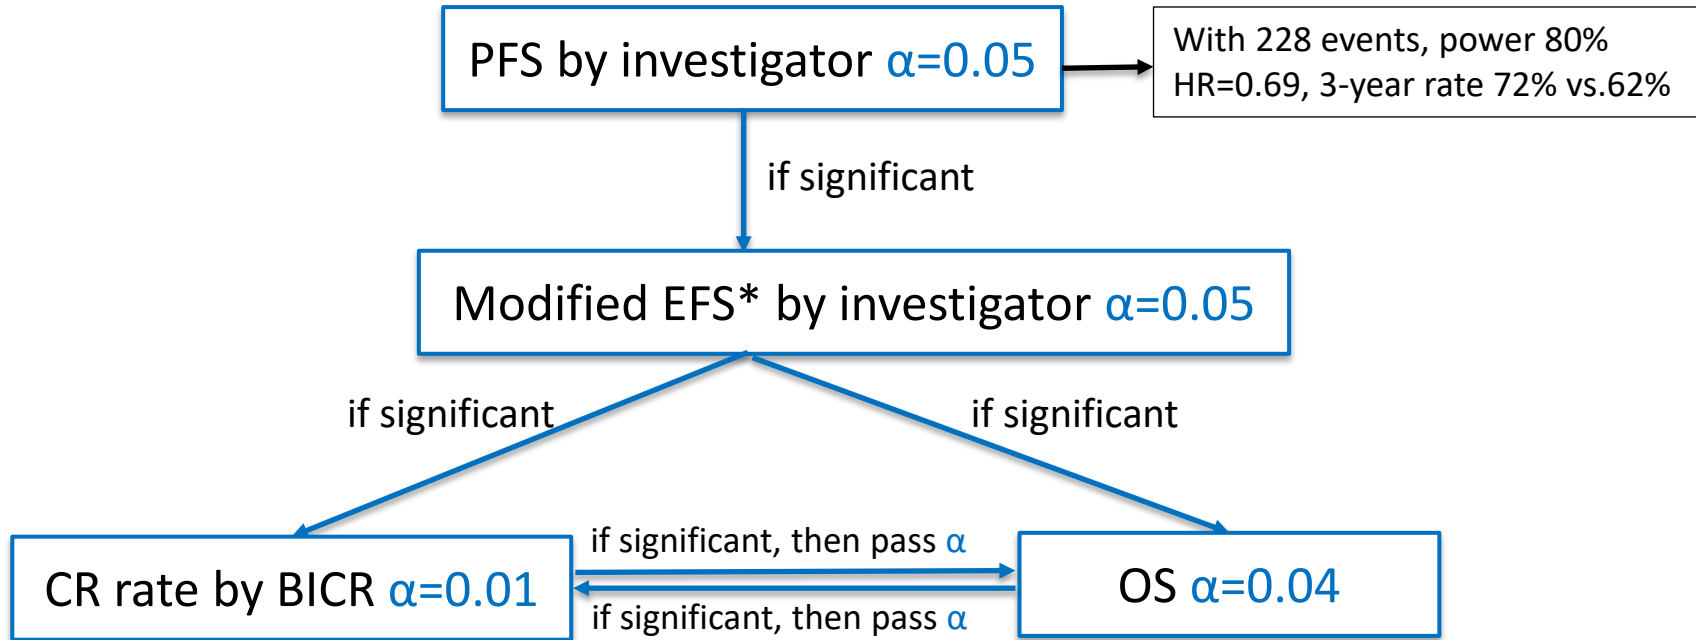 PFS by investigator α=0.05
With 228 events, power 80%
HR=0.69, 3-year rate 72% vs.62%
if significant
Modified EFS* by investigator α=0.05
if significant
if significant
if significant, then pass α
CR rate by BICR α=0.01
OS α=0.04
if significant, then pass α